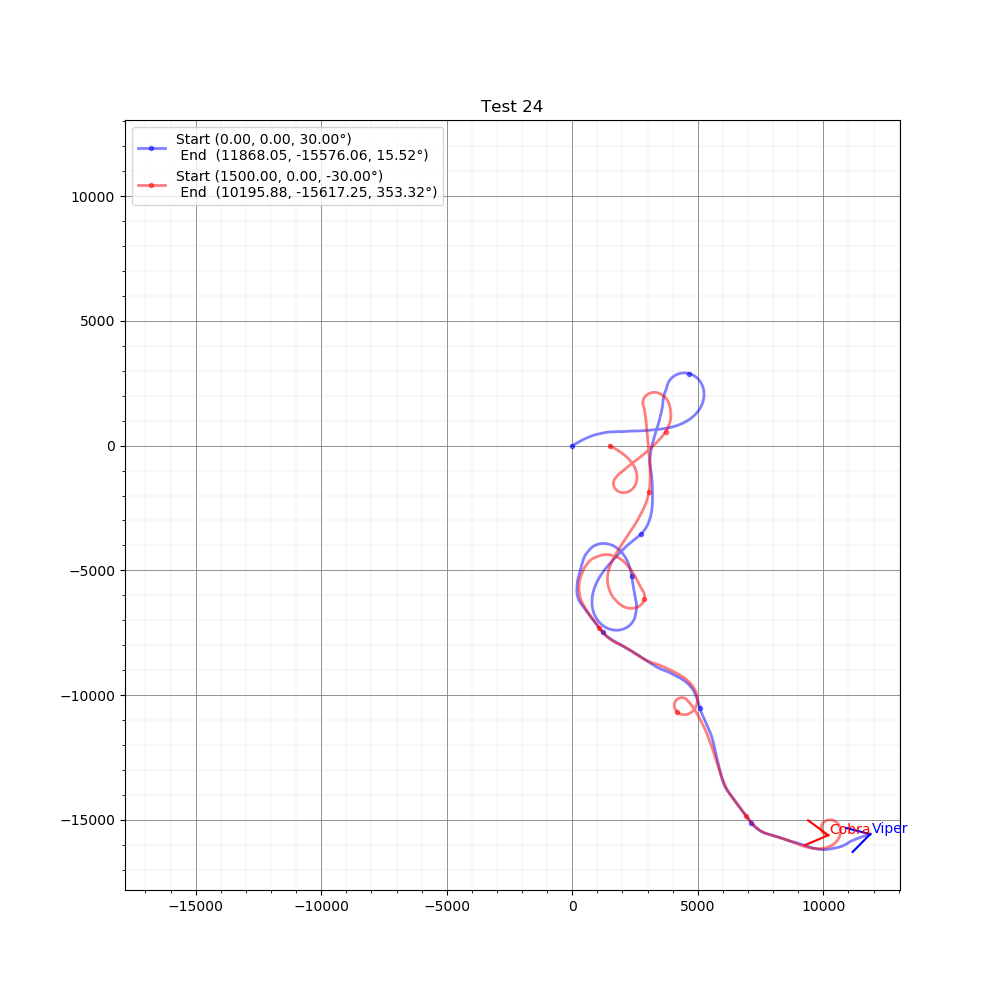 Test 24
Start (0.00, 0.00, 30.00°)
End  (11868.05, -15576.06, 15.52°)
Start (1500.00, 0.00, -30.00°)
End  (10195.88, -15617.25, 353.32°)
10000
5000
0
−5000
−10000
−15000
Cobra
Viper
−15000
−10000
−5000
0
5000
10000